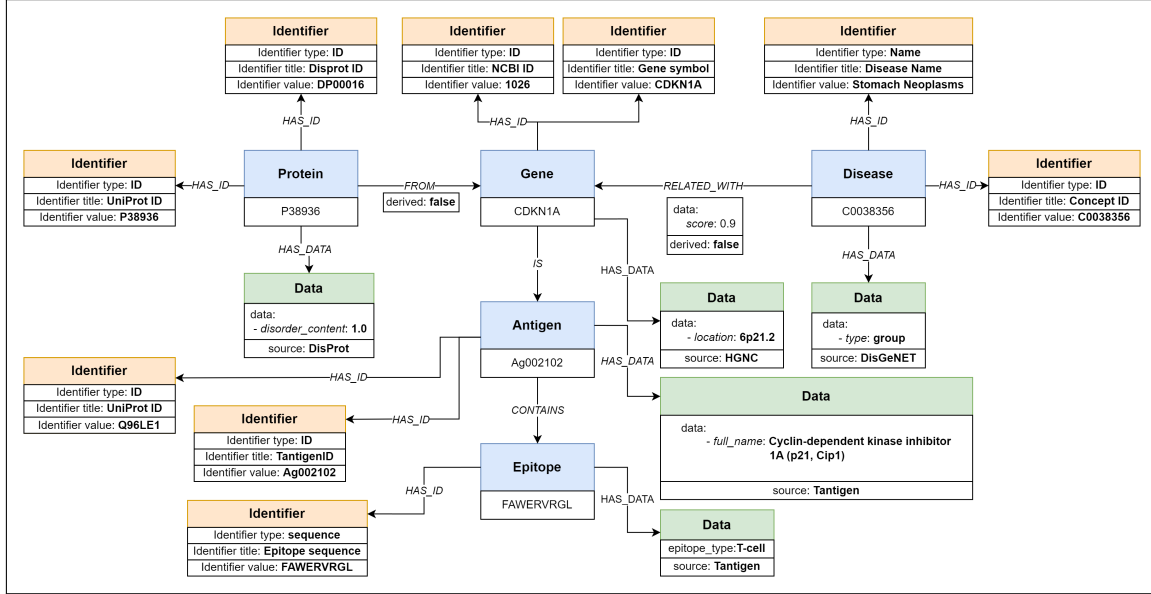 Identifier
Identifier type: ID
Identifier title: Disprot ID
Identifier value: DP00016
Identifier
Identifier type: ID
Identifier title: NCBI ID
Identifier value: 1026
Identifier
Identifier type: ID
Identifier title: Gene symbol
Identifier value: CDKN1A
Identifier
Identifier type: Name
Identifier title: Disease Name
Identifier value: Stomach Neoplasms
HAS_ID
HAS_ID
HAS_ID
Identifier
Identifier type: ID
Identifier title: UniProt ID
Identifier value: P38936
HAS_ID
Protein
P38936
FROM
derived: false
Gene
CDKN1A
RELATED_WITH
data:
score: 0.9
derived: false
Disease
C0038356
HAS_ID
Identifier
Identifier type: ID
Identifier title: Concept ID
Identifier value: C0038356
HAS_DATA
IS
HAS_DATA
HAS_DATA
Data
data:
- disorder_content: 1.0
source: DisProt
Antigen
Ag002102
Data
data:
- location: 6p21.2
source: HGNC
Data
data:
- type: group
source: DisGeNET
HAS_DATA
Identifier
Identifier type: ID
Identifier title: UniProt ID
Identifier value: Q96LE1
HAS_ID
Identifier
Identifier type: ID
Identifier title: TantigenID
Identifier value: Ag002102
HAS_ID
CONTAINS
Data
data:
- full_name: Cyclin-dependent kinase inhibitor
1A (p21, Cip1)
source: Tantigen
Epitope
FAWERVRGL
HAS_ID
HAS_DATA
Identifier
Identifier type: sequence
Identifier title: Epitope sequence
Identifier value: FAWERVRGL
Data
epitope_type:T-cell
source: Tantigen